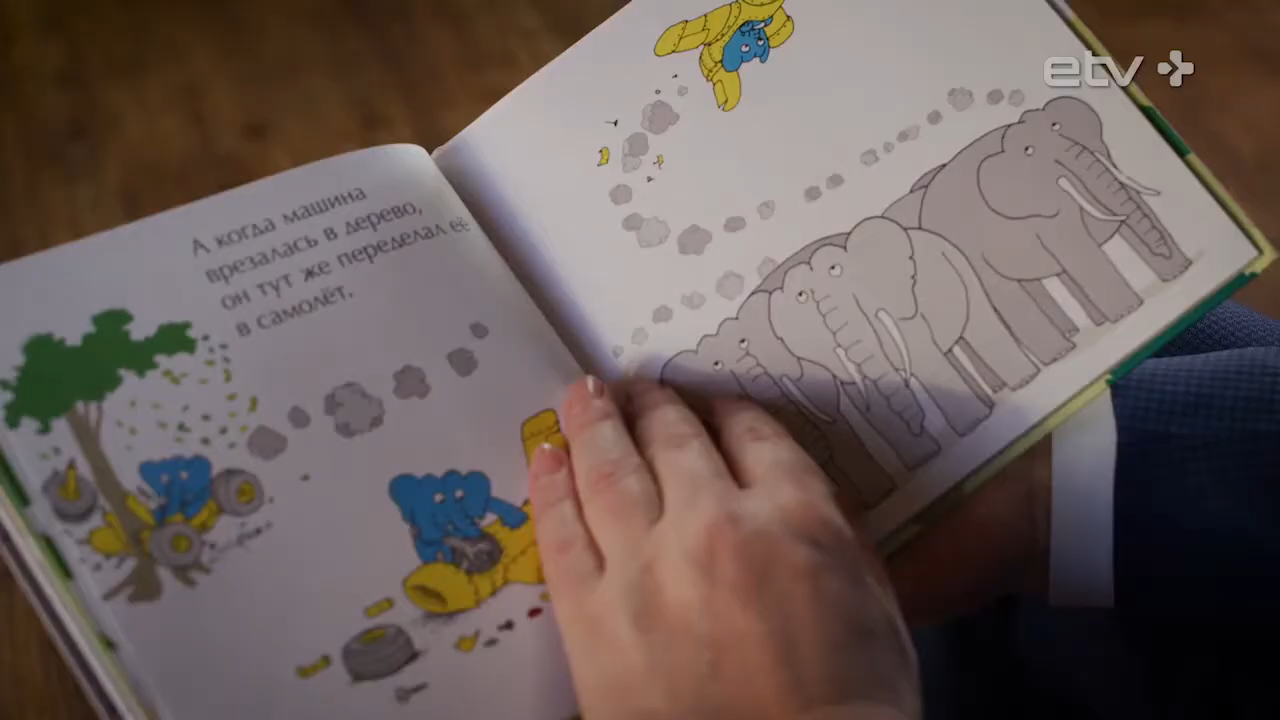 А когда машина
врезалась в дерево,
он тут же переделал её
в самолёт.
etv+